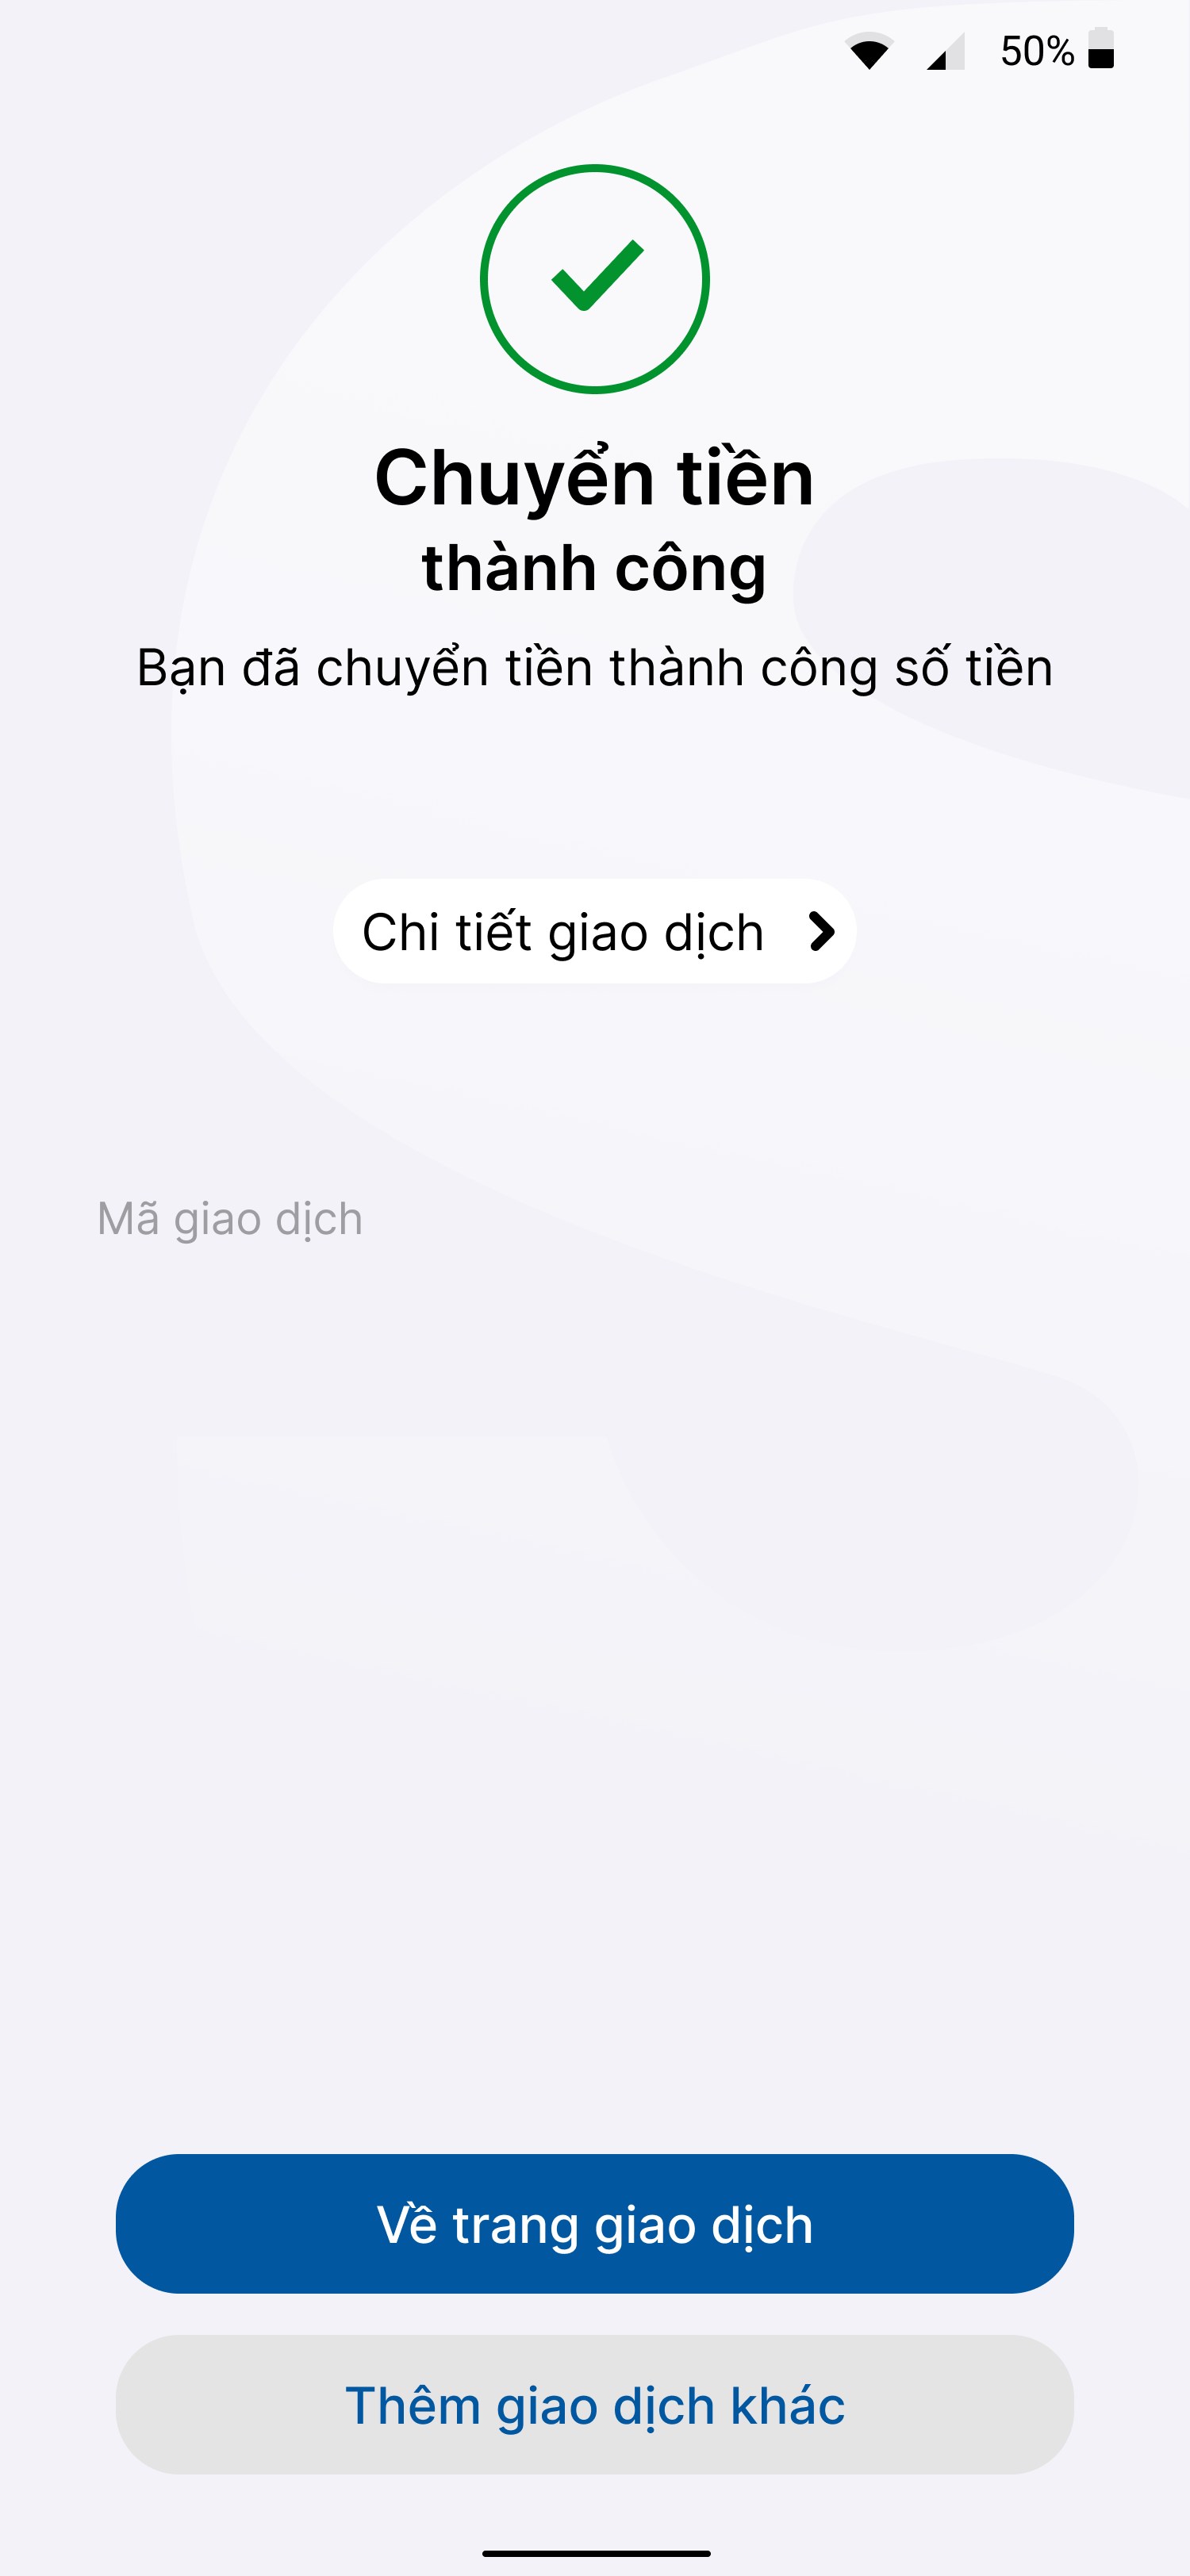 50%
Chuyển tiền
thành công
Bạn đã chuyển tiền thành công số tiền
Chi tiết giao dịch
Mã giao dịch
Về trang giao dịch
Thêm giao dịch khác